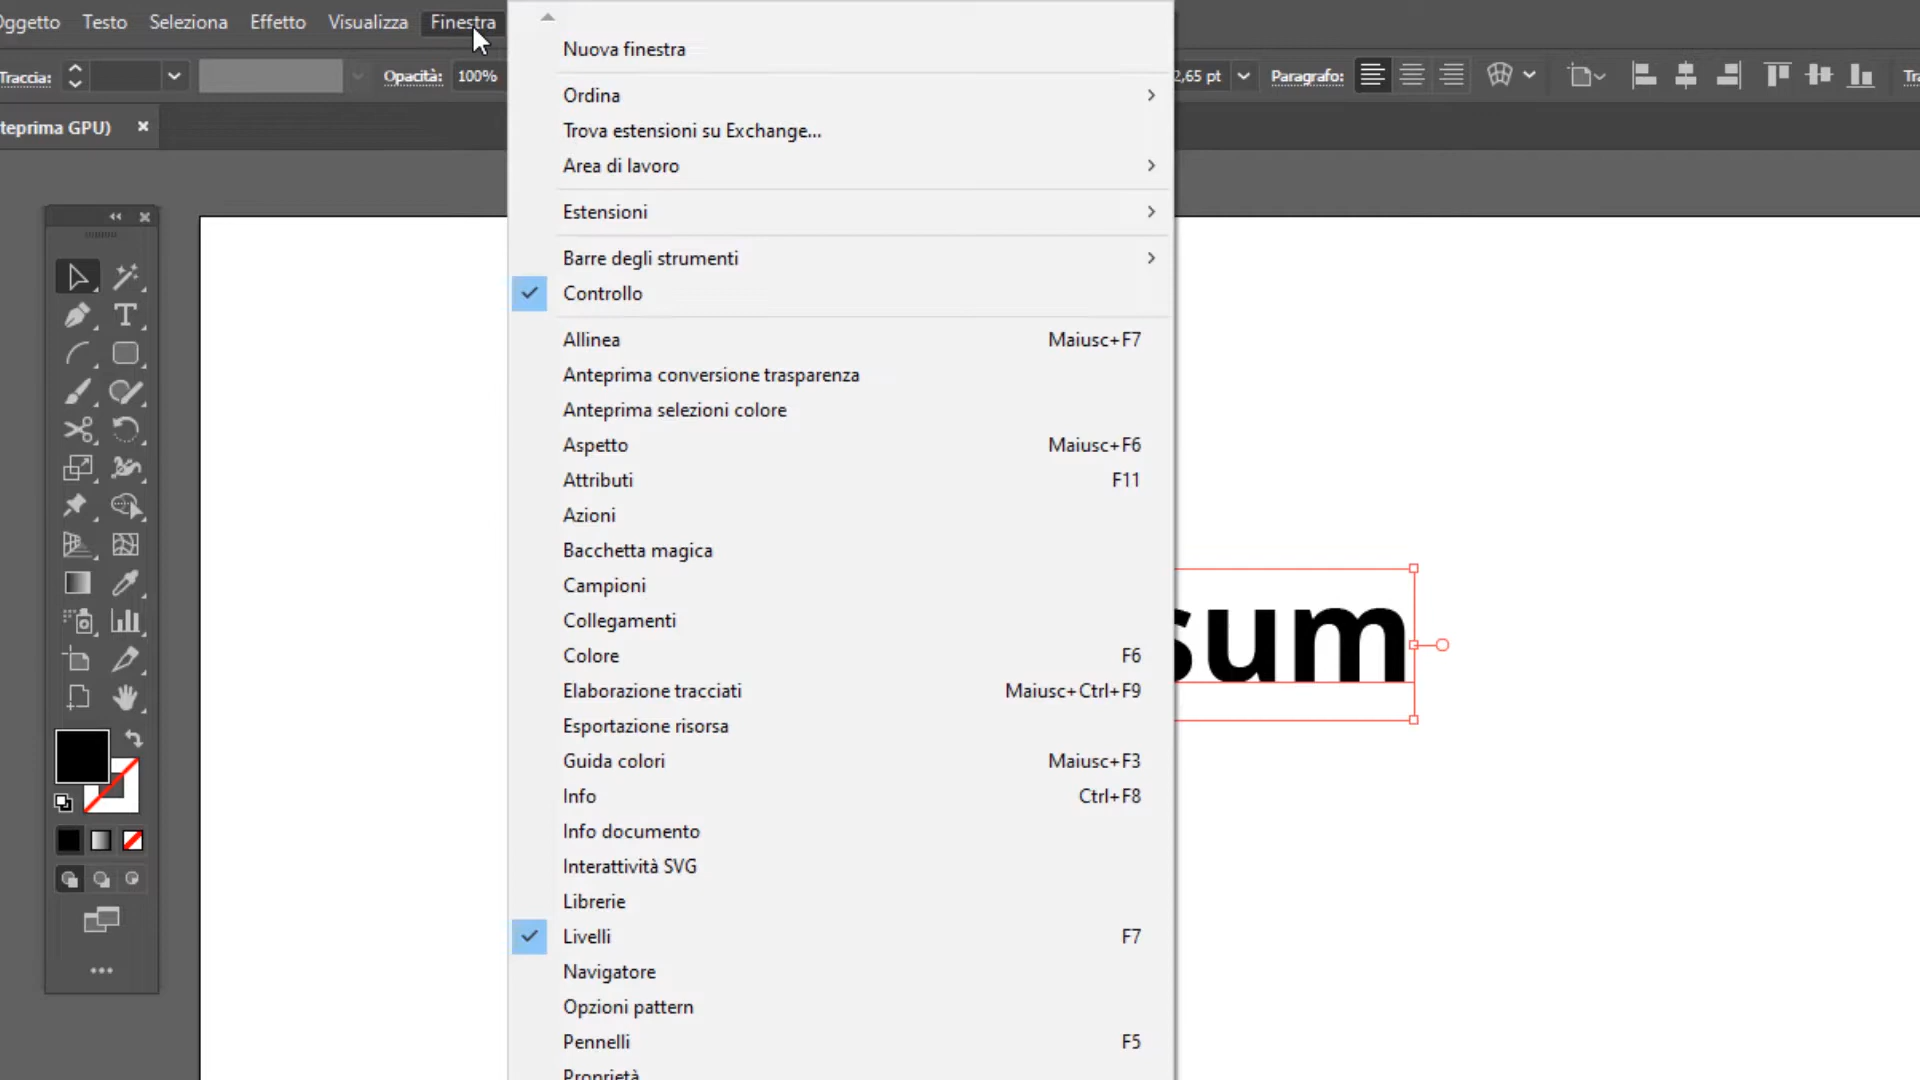 Oggetto Testo Seleziona Effetto Visualizza Finestra
Traccia: Opacità: 100% 2,65 pt Paragrafo:
teprima GPU)
Nuova finestra
Ordina
Trova estensioni su Exchange...
Area di lavoro
Estensioni
Barre degli strumenti
Controllo
Allinea Maiusc+F7
Anteprima conversione trasparenza
Anteprima selezioni colore
Aspetto Maiusc+F6
Attributi F11
Azioni
Bacchetta magica
Campioni
Collegamenti
Colore F6
Elaborazione tracciati Maiusc+Ctrl+F9
Esportazione risorsa
Guida colori Maiusc+F3
Info Ctrl+F8
Info documento
Interattività SVG
Librerie
Livelli F7
Navigatore
Opzioni pattern
Pennelli F5
Proprietà
sum